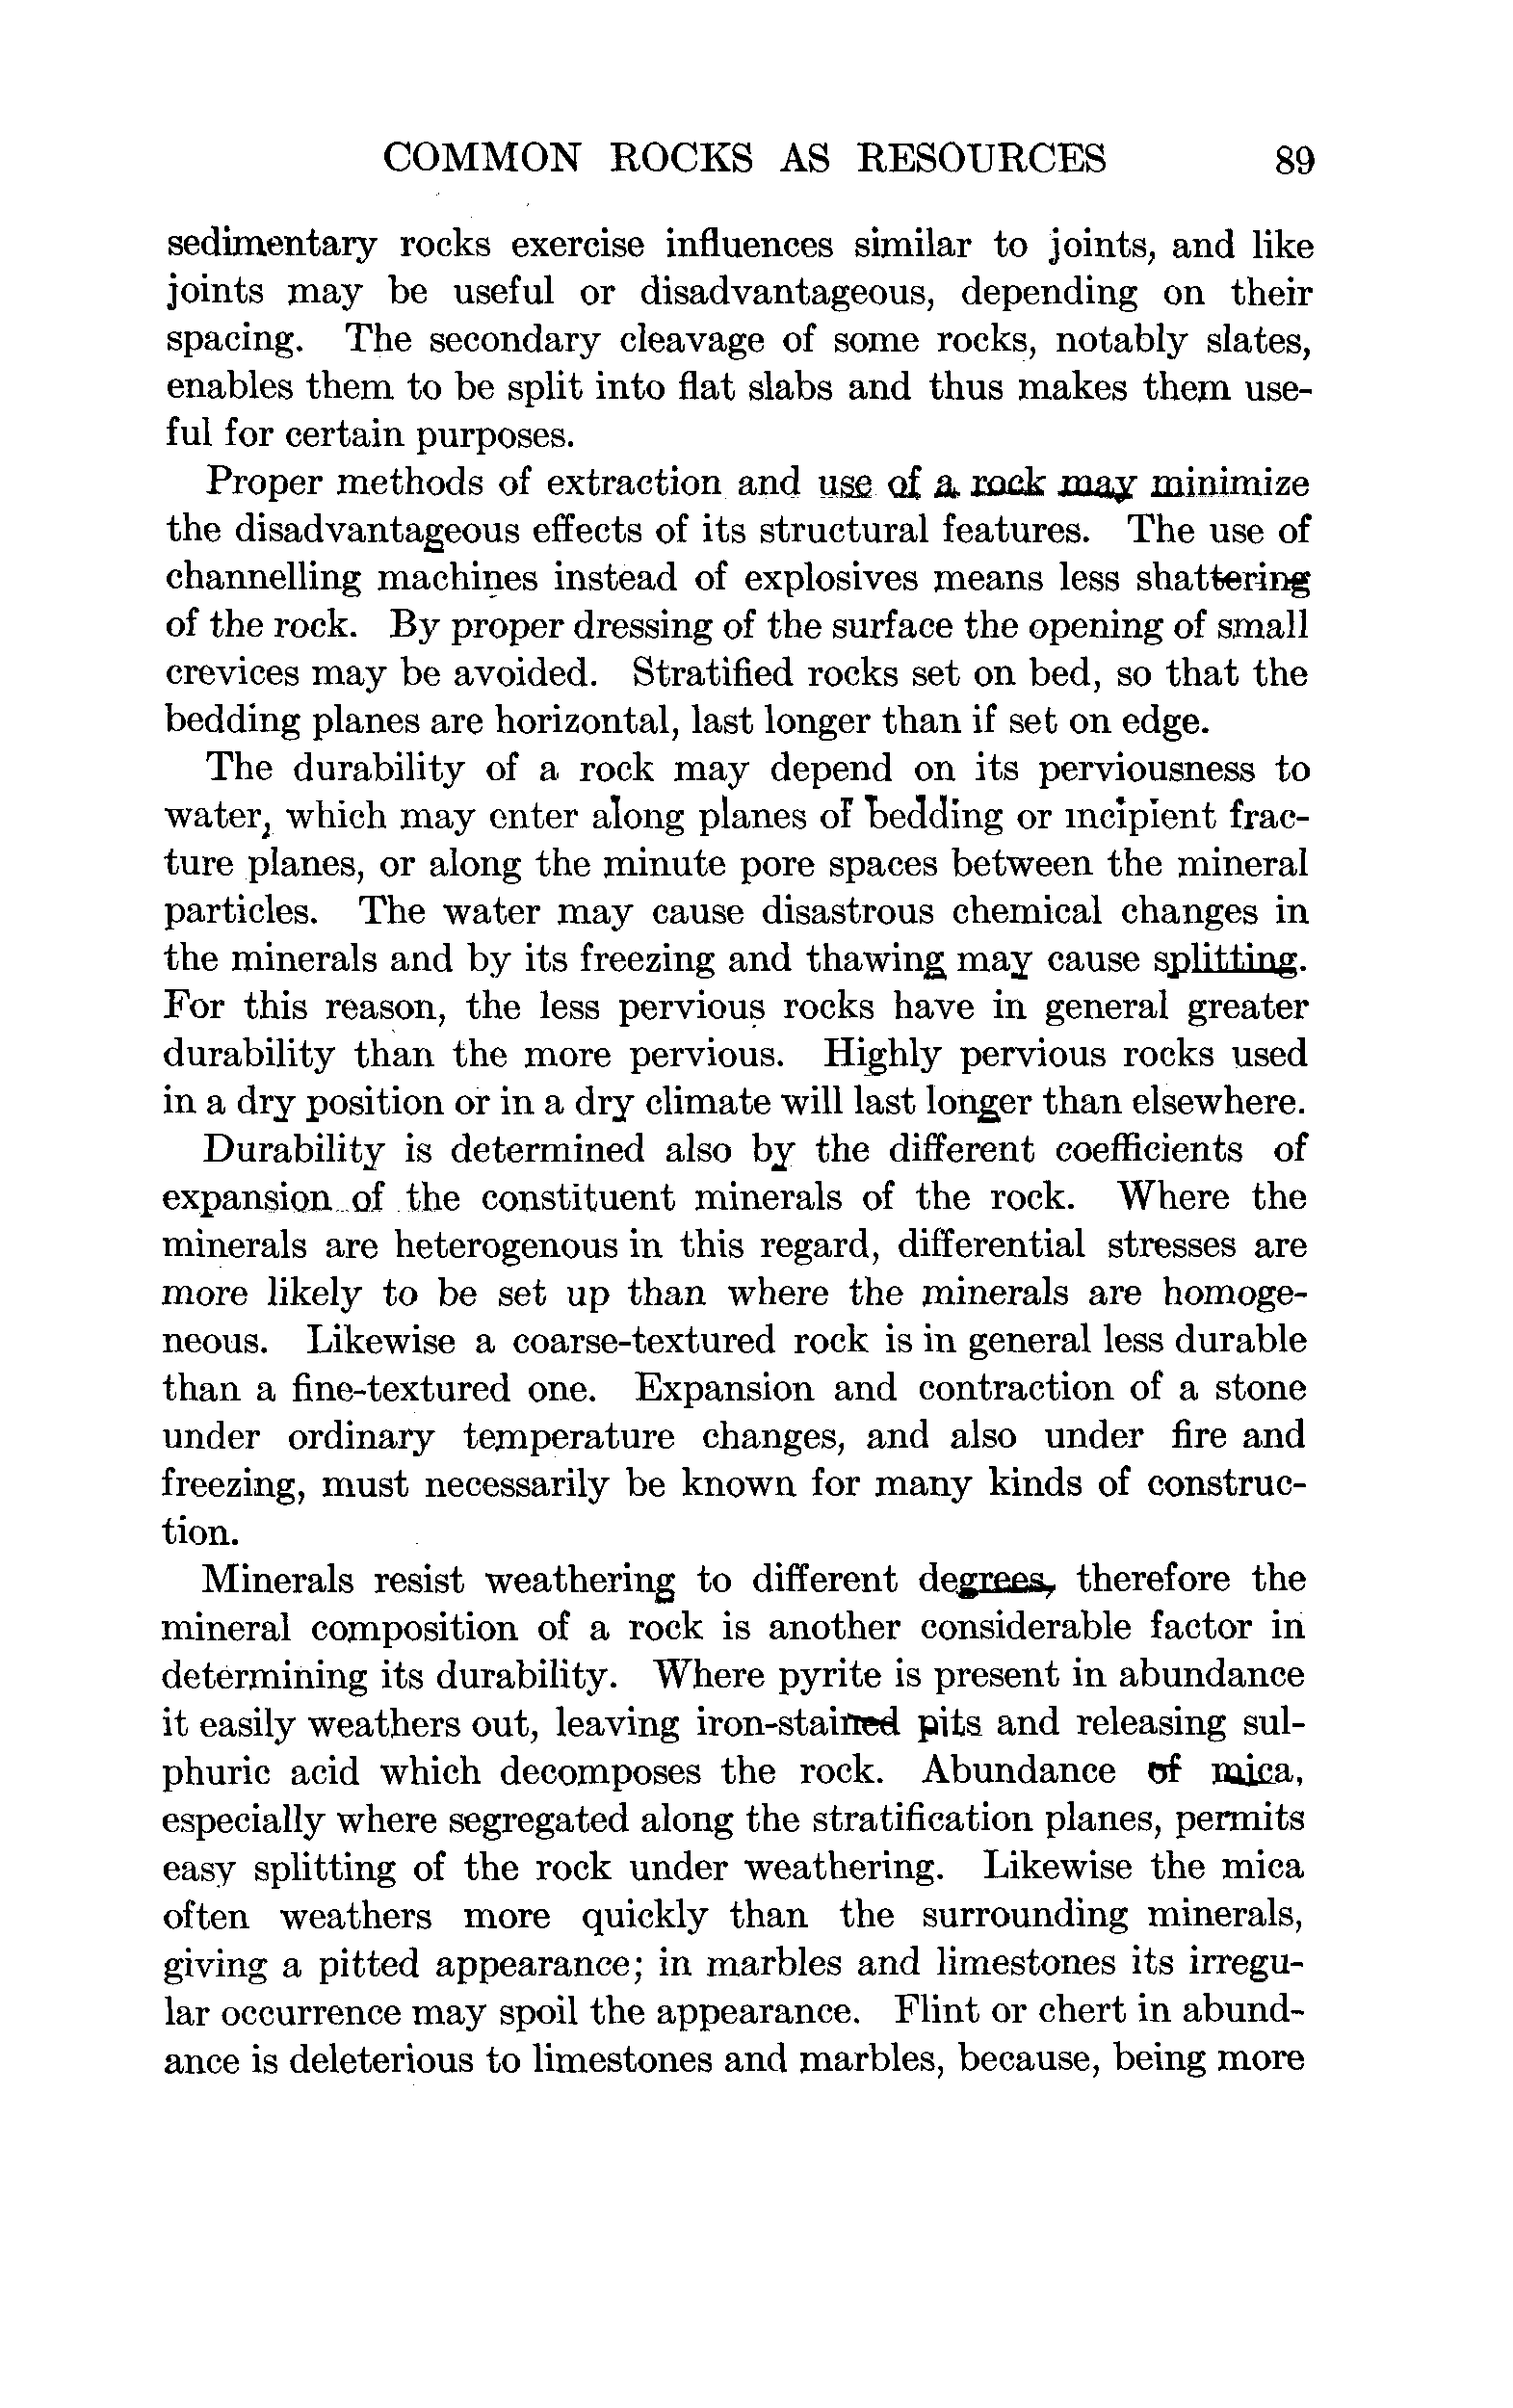 COMMON ROCKS AS RESOURCES 89
sedimentary rocks exercise influences similar to joints, and like
joints may be useful or disadvantageous, depending on their
spacing. The secondary cleavage of some rocks, notably slates,
enables them to be split into flat slabs and thus makes them use-
ful for certain purposes.
Proper methods of extraction and use of a rock may minimize
the disadvantageous effects of its structural features. The use of
channelling machines instead of explosives means less shattering
of the rock. By proper dressing of the surface the opening of small
crevices may be avoided. Stratified rocks set on bed, so that the
bedding planes are horizontal, last longer than if set on edge.
The durability of a rock may depend on its perviousness to
water, which may enter along planes of bedding or incipient frac-
ture planes, or along the minute pore spaces between the mineral
particles. The water may cause disastrous chemical changes in
the minerals and by its freezing and thawing may cause splitting.
For this reason, the less pervious rocks have in general greater
durability than the more pervious. Highly pervious rocks used
in a dry position or in a dry climate will last longer than elsewhere.
Durability is determined also by the different coefficients of
expansion of the constituent minerals of the rock. Where the
minerals are heterogenous in this regard, differential stresses are
more likely to be set up than where the minerals are homoge-
neous. Likewise a coarse-textured rock is in general less durable
than a fine-textured one. Expansion and contraction of a stone
under ordinary temperature changes, and also under fire and
freezing, must necessarily be known for many kinds of construc-
tion.
Minerals resist weathering to different degrees, therefore the
mineral composition of a rock is another considerable factor in
determining its durability. Where pyrite is present in abundance
it easily weathers out, leaving iron-stained pits and releasing sul-
phuric acid which decomposes the rock. Abundance of mica,
especially where segregated along the stratification planes, permits
easy splitting of the rock under weathering. Likewise the mica
often weathers more quickly than the surrounding minerals,
giving a pitted appearance; in marbles and limestones its irregu-
lar occurrence may spoil the appearance. Flint or chert in abund-
ance is deleterious to limestones and marbles, because, being more